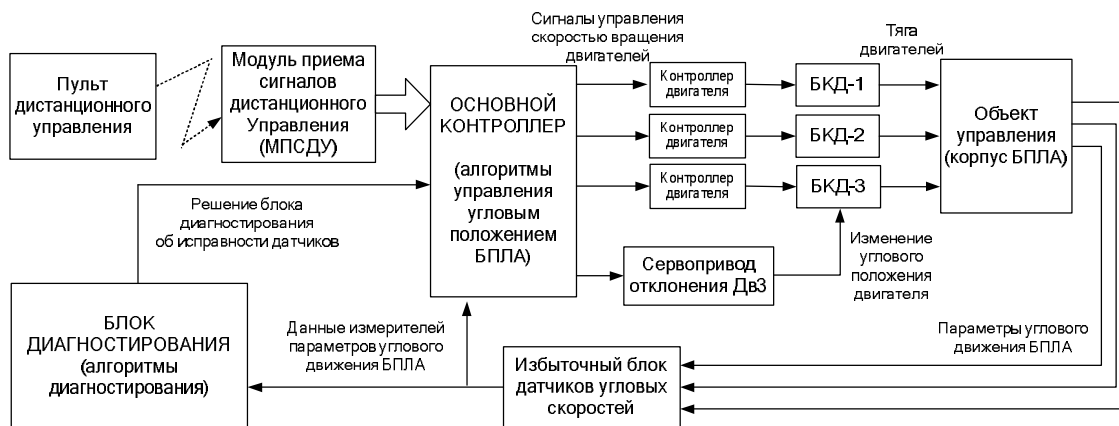 Пульт
дистанционного
управления
Модуль приема
сигналов
дистанционного
Управления
(МПСДУ)
ОСНОВНОЙ
КОНТРОЛЛЕР
(алгоритмы
управления
угловым
положением
БПЛА)
Сигналы управления
скоростью вращения
двигателей
Контроллер
двигателя
Контроллер
двигателя
Контроллер
двигателя
БКД-1
БКД-2
БКД-3
Тяга
двигателей
Объект
управления
(корпус БПЛА)
Сервопривод
отклонения Дв3
Изменение
углового
положения
двигателя
Решение блока
диагностирования
об исправности датчиков
БЛОК
ДИАГНОСТИРОВАНИЯ
(алгоритмы
диагностирования)
Данные измерителей
параметров углового
движения БПЛА
Избыточный блок
датчиков угловых
скоростей
Параметры углового
движения БПЛА